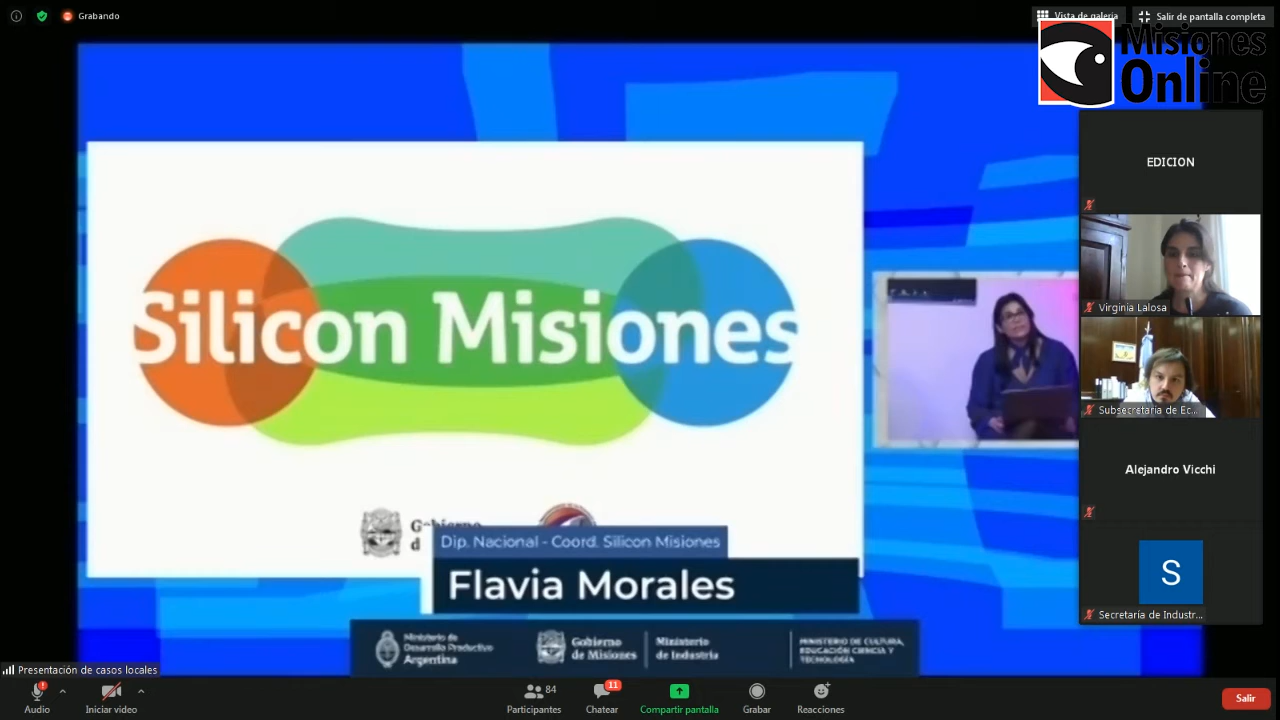 Grabando
Vista de galería
Salir de pantalla completa
Misiones
Online
EDICION
Silicon Misiones
Virginia Lalosa
Subsecretaria de Ec...
Alejandro Vicchi
S
Secretaría de Industr...
Dip. Nacional - Coord. Silicon Misiones
Flavia Morales
Ministerio de
Desarrollo Productivo
Argentina
Gobierno
de Misiones
Ministerio
de Industria
MINISTERIO DE CULTURA,
EDUCACIÓN CIENCIA Y
TECNOLOGÍA
Presentación de casos locales
Audio
Iniciar video
84
Participantes
11
Chatear
Compartir pantalla
Grabar
Reacciones
Salir